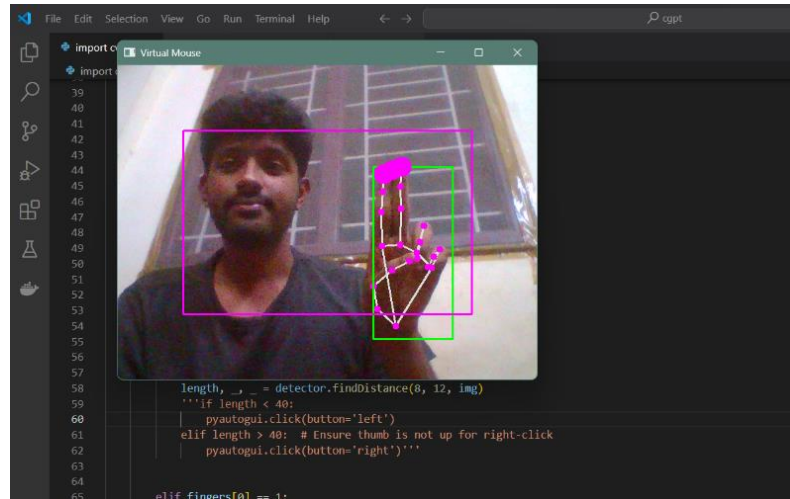 File Edit Selection View Go Run Terminal Help
cgpt
import
Virtual Mouse
import
39
40
41
42
43
44
45
46
47
48
49
50
51
52
53
54
55
56
57
58 length, _, _ = detector.findDistance(8, 12, img)
59 '''if length < 40:
60 pyautogui.click(button='left')
61 elif length > 40: # Ensure thumb is not up for right-click
62 pyautogui.click(button='right')'''
63
64
65 elif fingers[0] == 1: